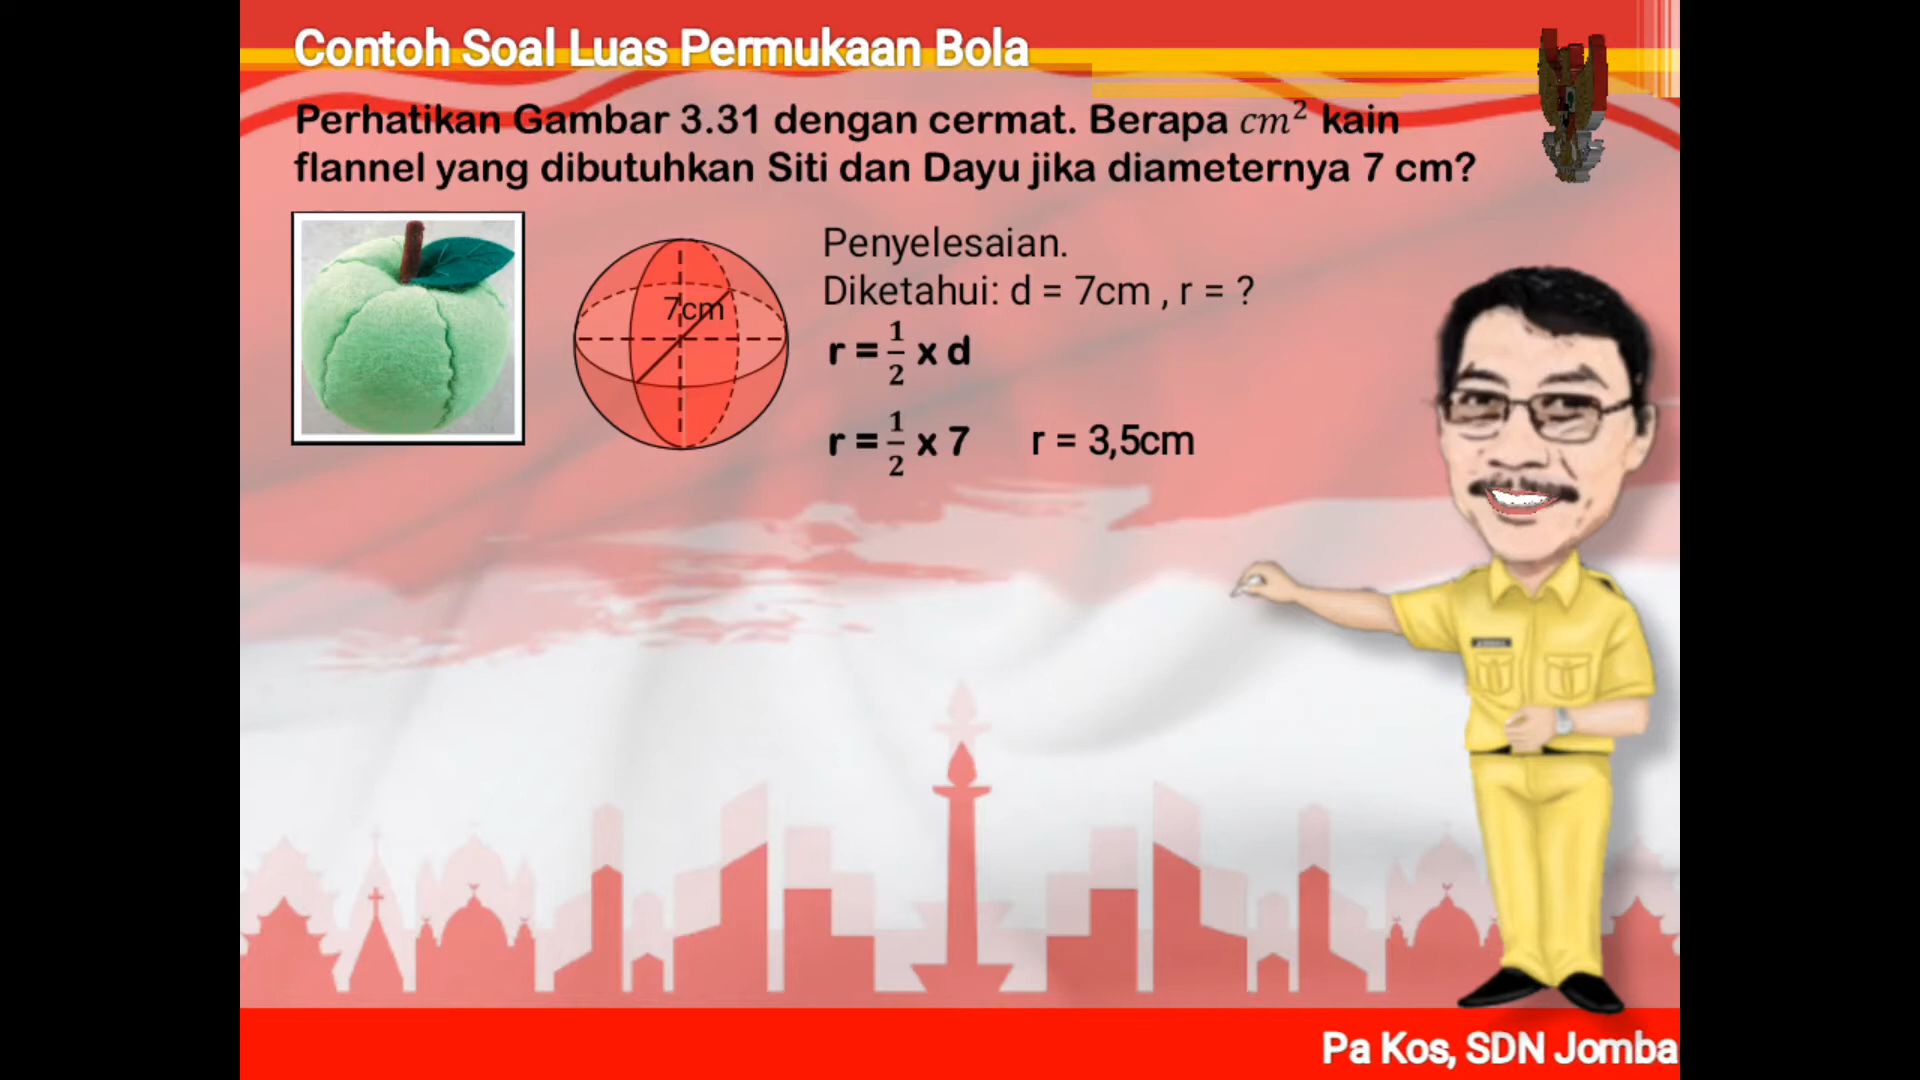 Contoh Soal Luas Permukaan Bola
Perhatikan Gambar 3.31 dengan cermat. Berapa cm² kain
flannel yang dibutuhkan Siti dan Dayu jika diameternya 7 cm?
7cm
Penyelesaian.
Diketahui: d = 7cm , r = ?
r = 1/2 x d
r = 1/2 x 7 r = 3,5cm
Pa Kos, SDN Jomba